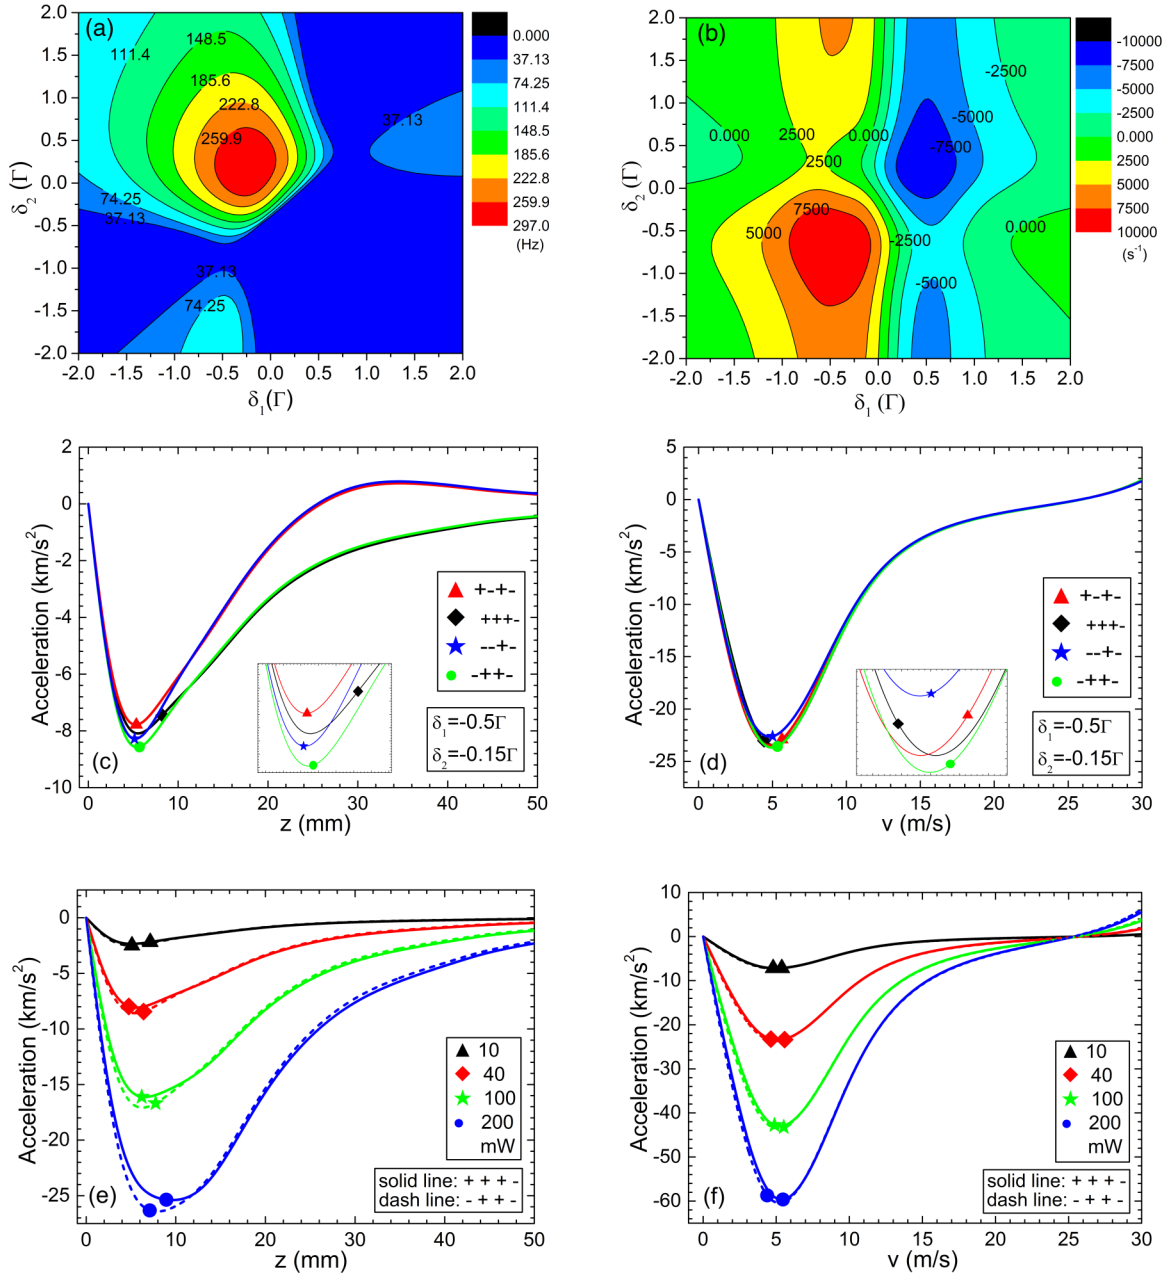 (a)
2.0
1.5
1.0
0.5
0.0
-0.5
-1.0
-1.5
-2.0
δ₂ (Γ)
111.4
148.5
185.6
222.8
259.9
37.13
74.25
37.13
37.13
74.25
-2.0 -1.5 -1.0 -0.5 0.0 0.5 1.0 1.5 2.0
δ₁(Γ)
0.000
37.13
74.25
111.4
148.5
185.6
222.8
259.9
297.0
(Hz)
(b)
2.0
1.0
0.0
-1.0
-2.0
δ₂ (Γ)
-2500
-5000
0.000
2500
0.000
-7500
2500
7500
5000
-2500
0.000
-5000
-2.0 -1.5 -1.0 -0.5 0.0 0.5 1.0 1.5 2.0
δ₁ (Γ)
-10000
-7500
-5000
-2500
0.000
2500
5000
7500
10000
(s⁻¹)
2
0
-2
-4
-6
-8
-10
Acceleration (km/s²)
+-+-
+++-
--+-
-++-
δ₁=-0.5Γ
δ₂=-0.15Γ
(c)
0 10 20 30 40 50
z (mm)
5
0
-5
-10
-15
-20
-25
Acceleration (km/s²)
+-+-
+++-
--+-
-++-
δ₁=-0.5Γ
δ₂=-0.15Γ
(d)
0 5 10 15 20 25 30
v (m/s)
0
-5
-10
-15
-20
-25
Acceleration (km/s²)
10
40
100
200
mW
solid line: + + + -
dash line: - + + -
(e)
0 10 20 30 40 50
z (mm)
10
0
-10
-20
-30
-40
-50
-60
Acceleration (km/s²)
10
40
100
200
mW
solid line: + + + -
dash line: - + + -
(f)
0 5 10 15 20 25 30
v (m/s)